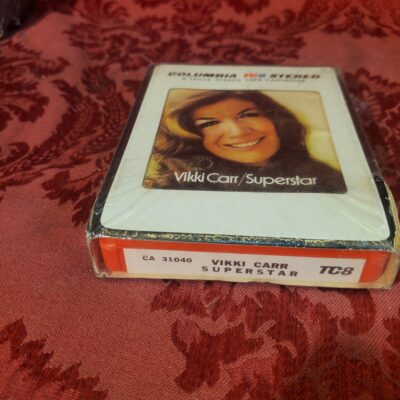 COLUMBIA TC8 STEREO
8-TRACK STEREO TAPE CARTRIDGE
Vikki Carr/Superstar
CA 31040 VIKKI CARR TC8
SUPERSTAR